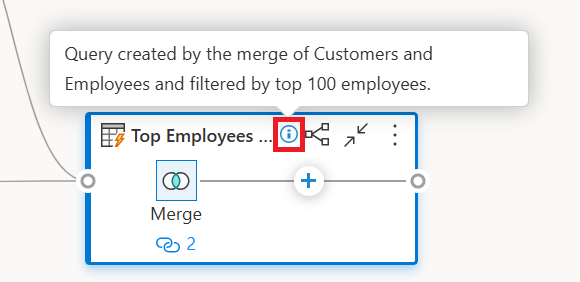 Query created by the merge of Customers and
Employees and filtered by top 100 employees.
Top Employees ...
Merge
2